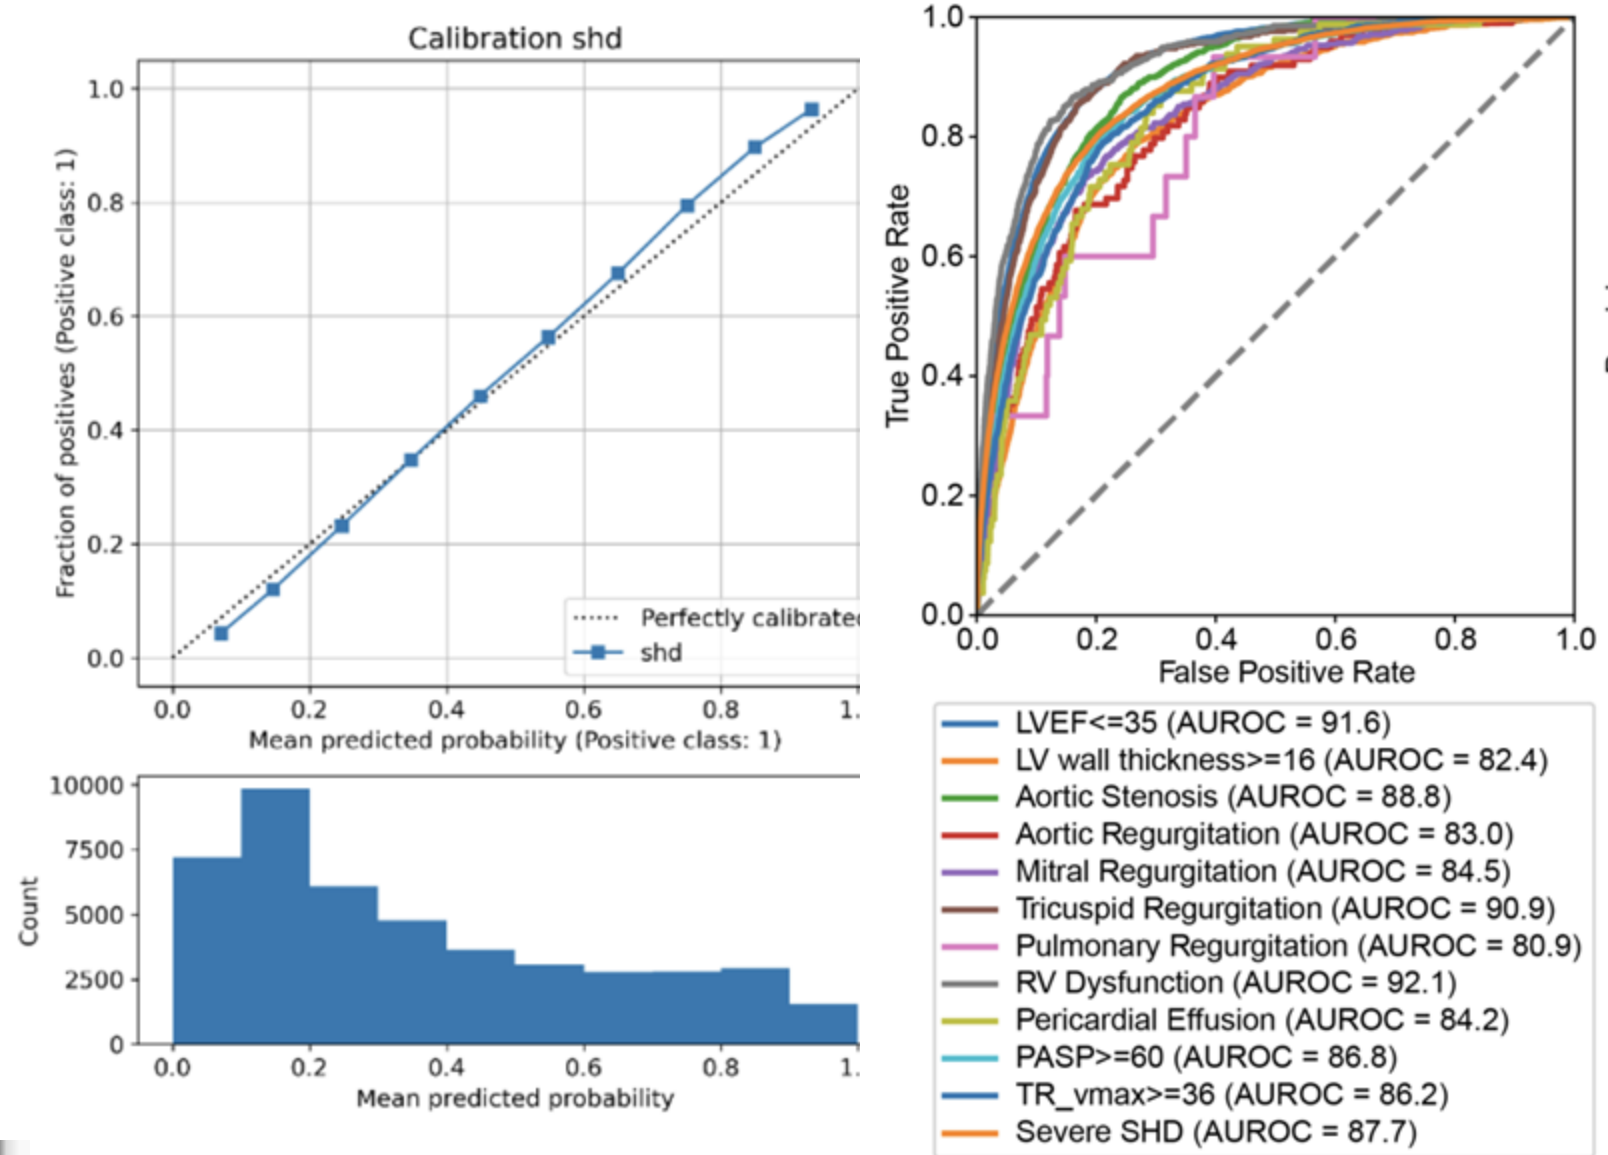 Calibration shd
1.0
0.8
0.6
0.4
0.2
0.0
Fraction of positives (Positive class: 1)
Perfectly calibrated
shd
0.0 0.2 0.4 0.6 0.8 1.
Mean predicted probability (Positive class: 1)
10000
7500
5000
2500
0
Count
0.0 0.2 0.4 0.6 0.8 1.
Mean predicted probability
1.0
0.8
0.6
0.4
0.2
0.0
True Positive Rate
0.0 0.2 0.4 0.6 0.8 1.0
False Positive Rate
LVEF<=35 (AUROC = 91.6)
LV wall thickness>=16 (AUROC = 82.4)
Aortic Stenosis (AUROC = 88.8)
Aortic Regurgitation (AUROC = 83.0)
Mitral Regurgitation (AUROC = 84.5)
Tricuspid Regurgitation (AUROC = 90.9)
Pulmonary Regurgitation (AUROC = 80.9)
RV Dysfunction (AUROC = 92.1)
Pericardial Effusion (AUROC = 84.2)
PASP>=60 (AUROC = 86.8)
TR_vmax>=36 (AUROC = 86.2)
Severe SHD (AUROC = 87.7)